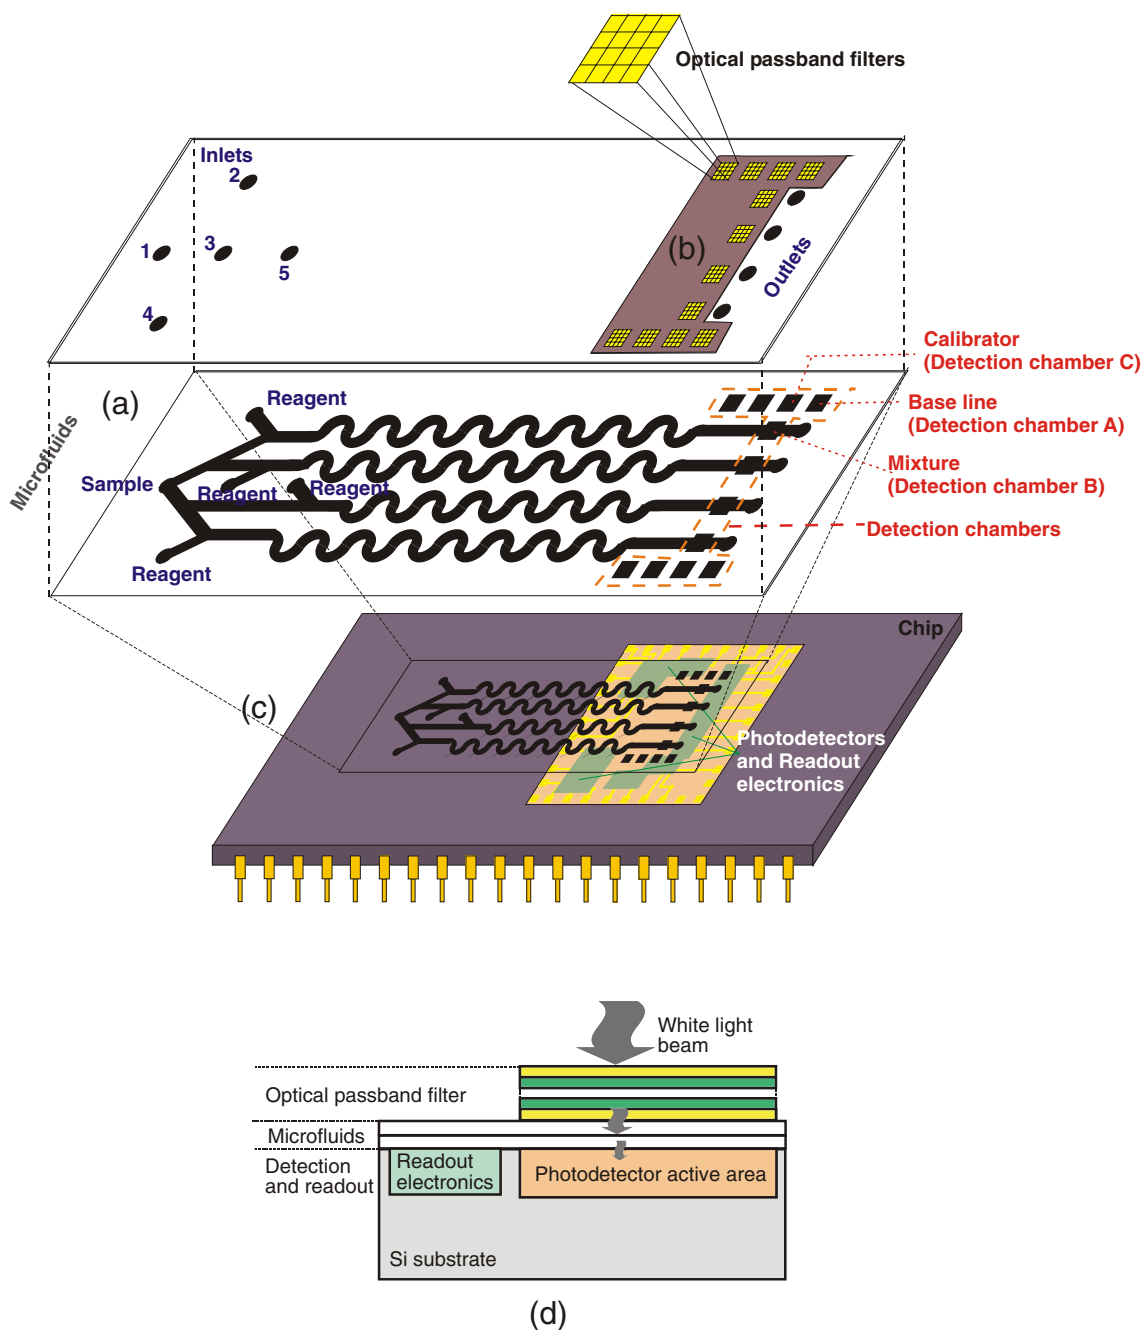 Optical passband filters
Inlets
2
1
3
5
4
(b)
Outlets
Calibrator
(Detection chamber C)
(a)
Microfluids
Reagent
Base line
(Detection chamber A)
Sample
Reagent
Reagent
Mixture
(Detection chamber B)
Detection chambers
Reagent
Chip
(c)
Photodetectors
and Readout
electronics
White light
beam
Optical passband filter
Microfluids
Detection
and readout
Readout
electronics
Photodetector active area
Si substrate
(d)